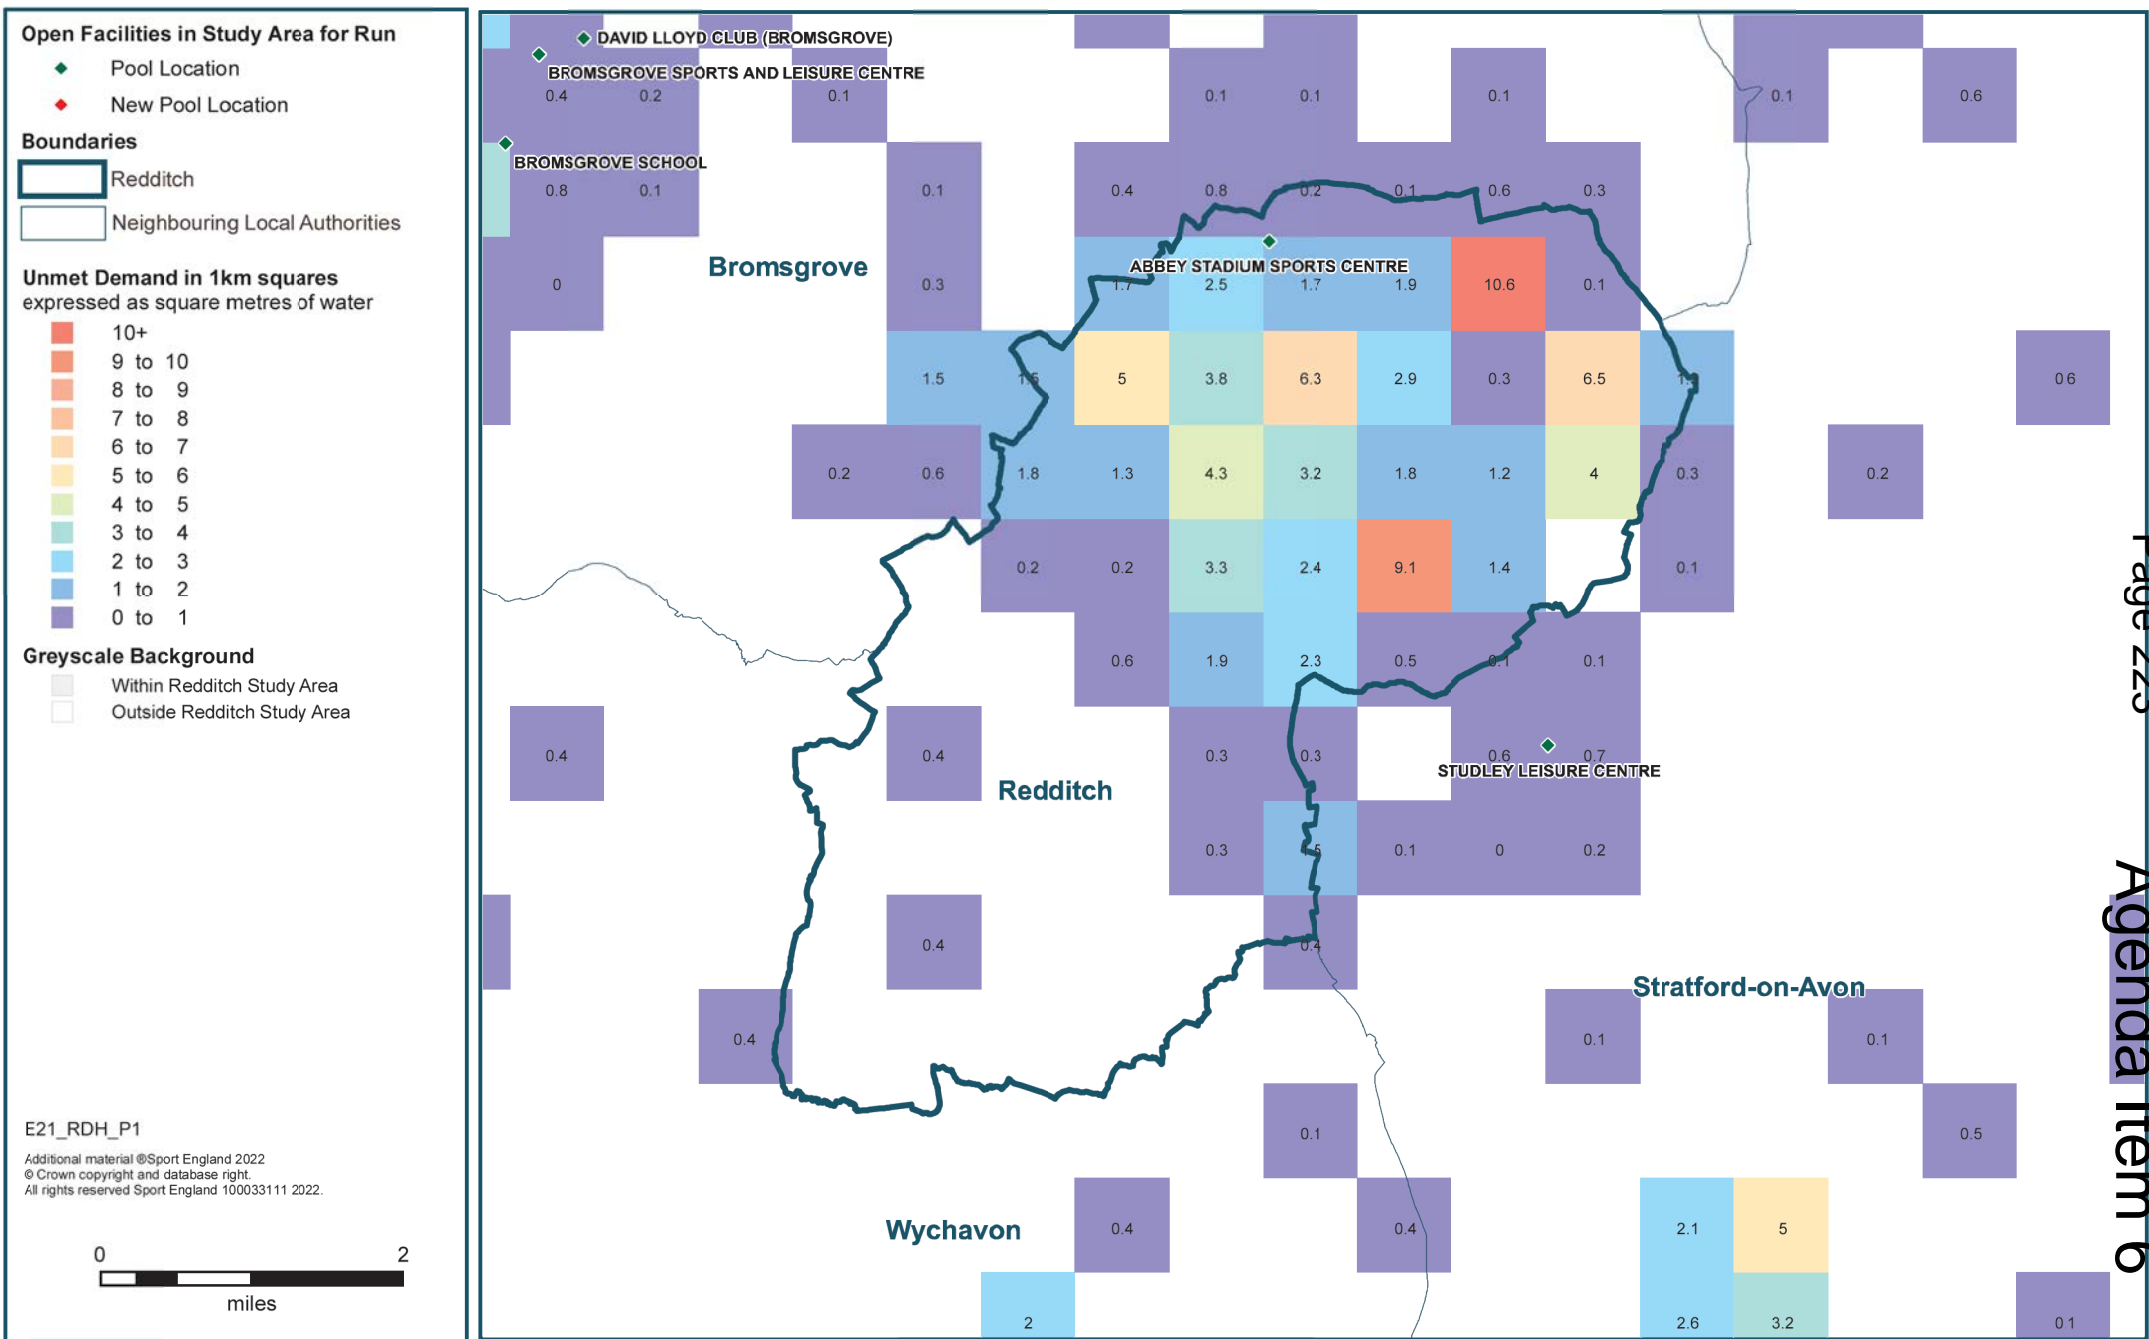 Open Facilities in Study Area for Run
Pool Location
New Pool Location
Boundaries
Redditch
Neighbouring Local Authorities
Unmet Demand in 1km squares
expressed as square metres of water
10+
9 to 10
8 to 9
7 to 8
6 to 7
5 to 6
4 to 5
3 to 4
2 to 3
1 to 2
0 to 1
Greyscale Background
Within Redditch Study Area
Outside Redditch Study Area
E21_RDH_P1
Additional material ®Sport England 2022
© Crown copyright and database right.
All rights reserved Sport England 100033111 2022.
0 2
miles
DAVID LLOYD CLUB (BROMSGROVE)
BROMSGROVE SPORTS AND LEISURE CENTRE
0.4 0.2 0.1 0.1 0.1 0.1 0.1 0.6
BROMSGROVE SCHOOL
0.8 0.1 0.1 0.4 0.8 0.2 0.1 0.6 0.3
Bromsgrove
ABBEY STADIUM SPORTS CENTRE
0 0.3 1.7 2.5 1.7 1.9 10.6 0.1
1.5 1.5 5 3.8 6.3 2.9 0.3 6.5 0 6
0.2 0.6 1.8 1.3 4.3 3.2 1.8 1.2 4 0.3 0.2
0.2 0.2 3.3 2.4 9.1 1.4 0.1
0.6 1.9 2.3 0.5 0.1 0.1
0.4 0.4 0.3 0.3 0.6 0.7
STUDLEY LEISURE CENTRE
Redditch
0.3 1.5 0.1 0 0.2
0.4 0.4
Stratford-on-Avon
0.4 0.1 0.1
0.1 0.5
Wychavon
0.4 0.4 2.1 5
2 2.6 3.2 0 1
Page 223
Agenda Item 6